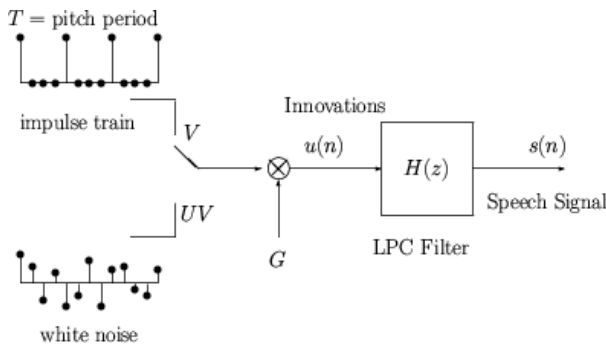 T = pitch period
impulse train
V
Innovations
u(n)
H(z)
s(n)
UV
Speech Signal
G
LPC Filter
white noise